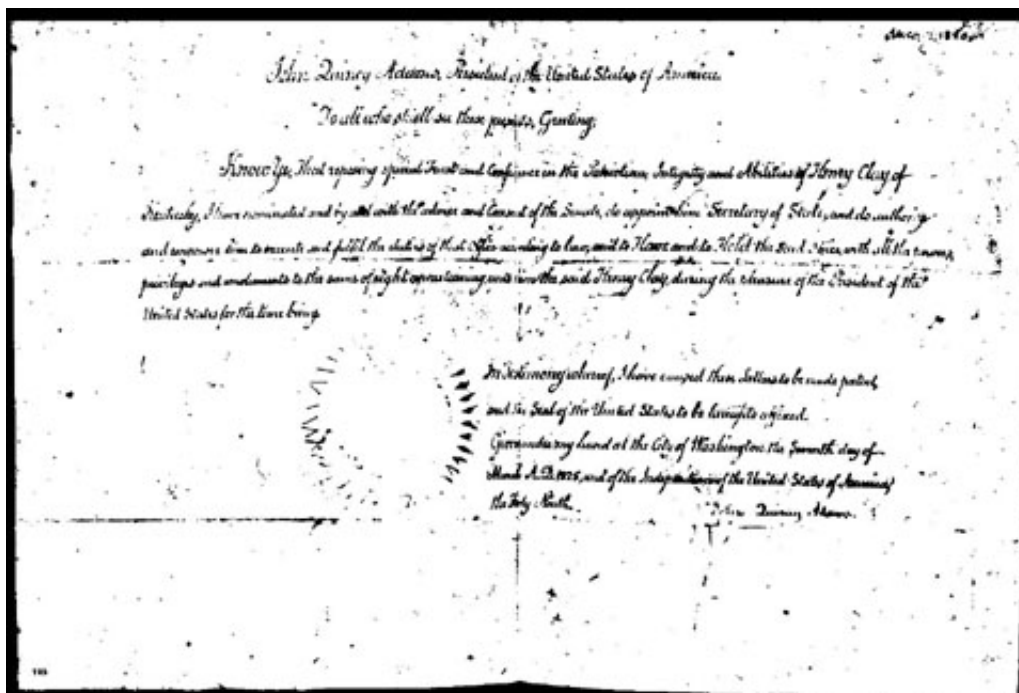 John Quincy Adams, President of the United States of America.
To all who shall see these presents, Greeting:
Know Ye, That reposing special Trust and Confidence in the Patriotism, Integrity and Abilities of Henry Clay of
Kentucky, I have nominated and by and with the advice and Consent of the Senate, do appoint him Secretary of State, and do authorize
and empower him to execute and fulfil the duties of that Office according to law, and to Have and to Hold the said Office, with all the powers,
privileges and emoluments to the same of right appertaining unto him the said Henry Clay, during the pleasure of the President of the
United States for the time being.
In testimony whereof, I have caused these Letters to be made patent,
and the Seal of the United States to be hereunto affixed.
Given under my hand at the City of Washington the Seventh day of
March A.D. 1825, and of the Independence of the United States of America,
the Forty Ninth.
John Quincy Adams.